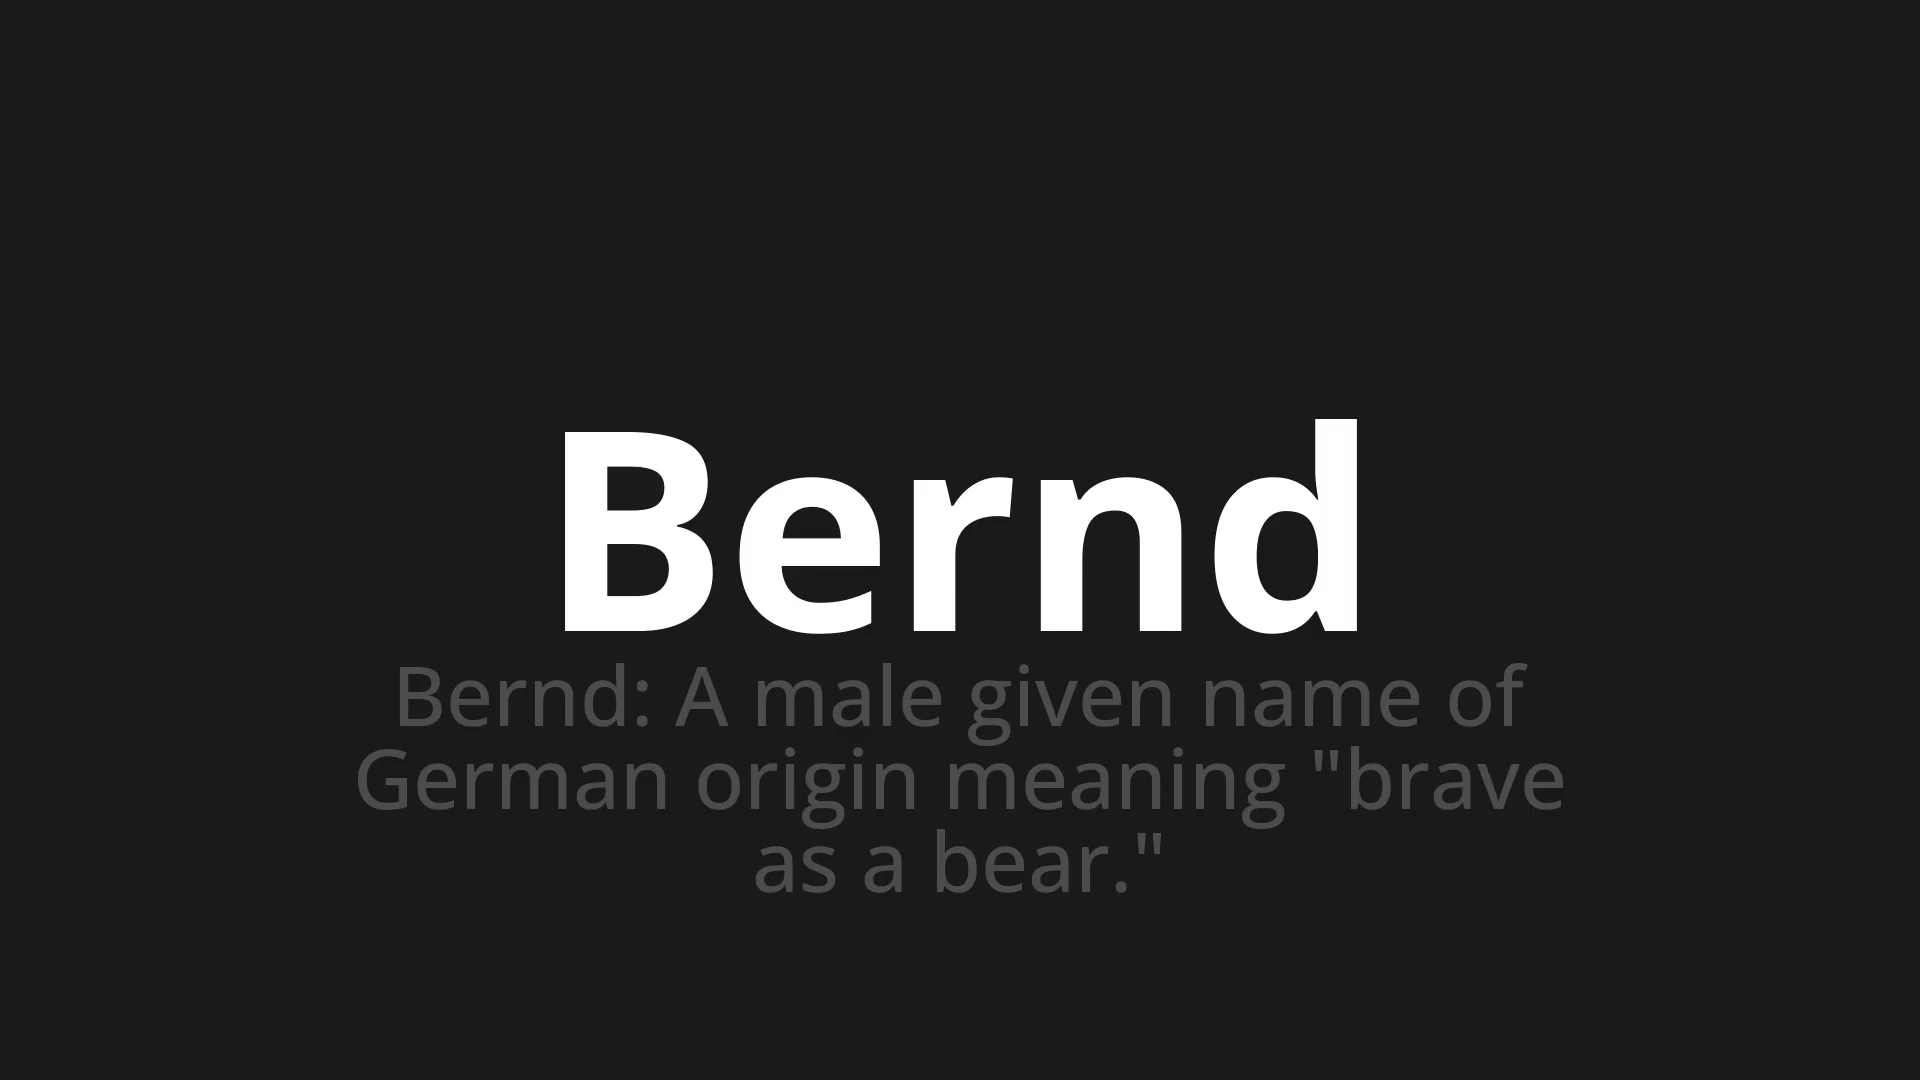 Bernd
Bernd: A male given name of
German origin meaning "brave
as a bear."